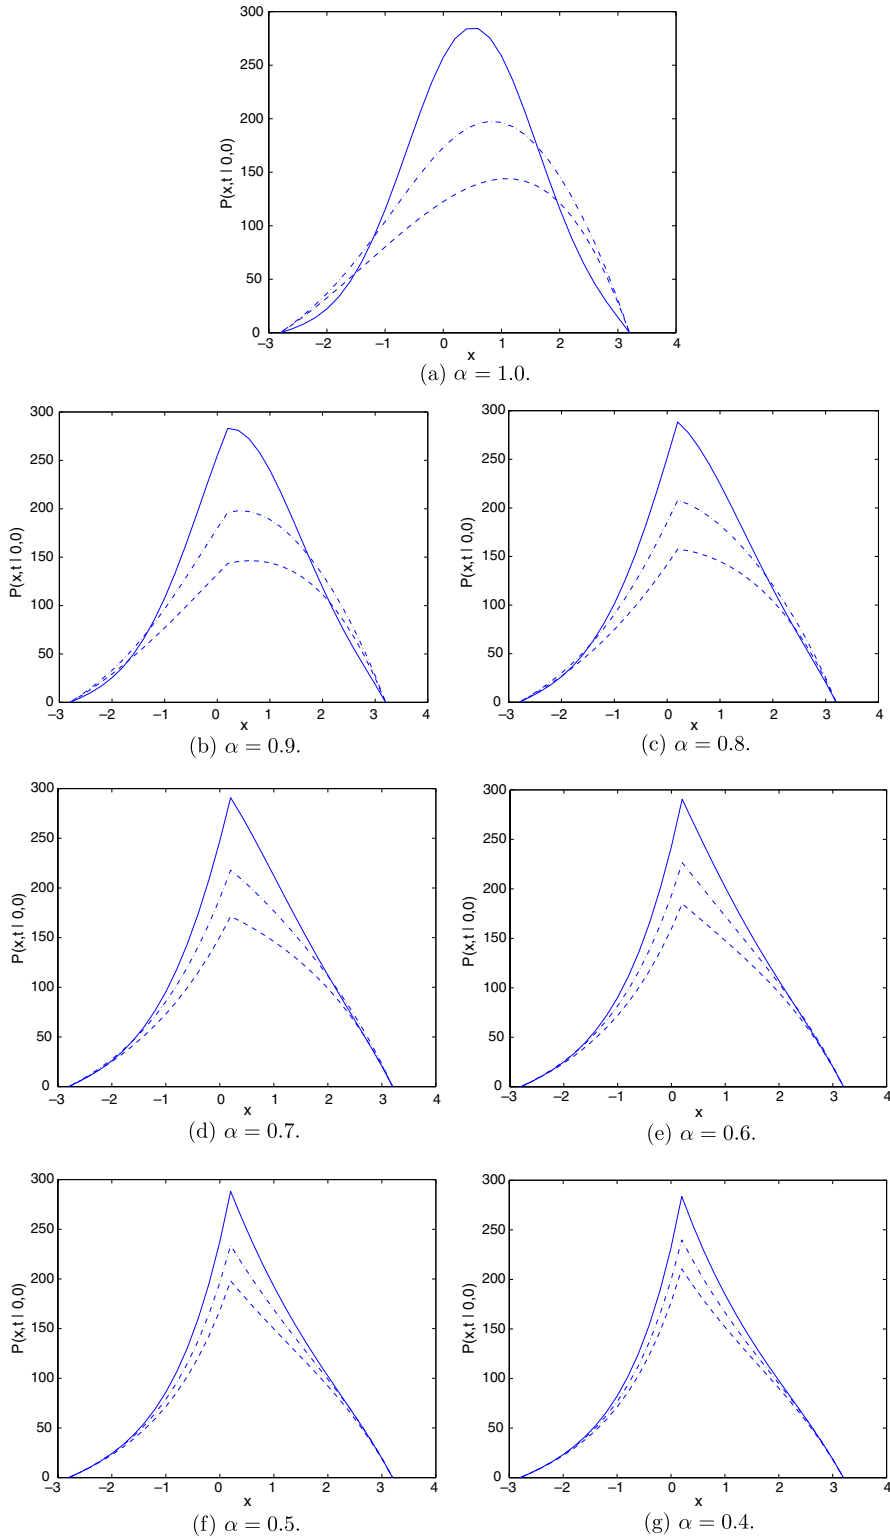 300
250
200
150
100
50
0
P(x,t | 0,0)
−3 −2 −1 0 1 2 3 4
x
(a) α = 1.0.
300
250
200
150
100
50
0
P(x,t | 0,0)
−3 −2 −1 0 1 2 3 4
x
(b) α = 0.9.
300
250
200
150
100
50
0
P(x,t | 0,0)
−3 −2 −1 0 1 2 3 4
x
(c) α = 0.8.
300
250
200
150
100
50
0
P(x,t | 0,0)
−3 −2 −1 0 1 2 3 4
x
(d) α = 0.7.
300
250
200
150
100
50
0
P(x,t | 0,0)
−3 −2 −1 0 1 2 3 4
x
(e) α = 0.6.
300
250
200
150
100
50
0
P(x,t | 0,0)
−3 −2 −1 0 1 2 3 4
x
(f) α = 0.5.
300
250
200
150
100
50
0
P(x,t | 0,0)
−3 −2 −1 0 1 2 3 4
x
(g) α = 0.4.